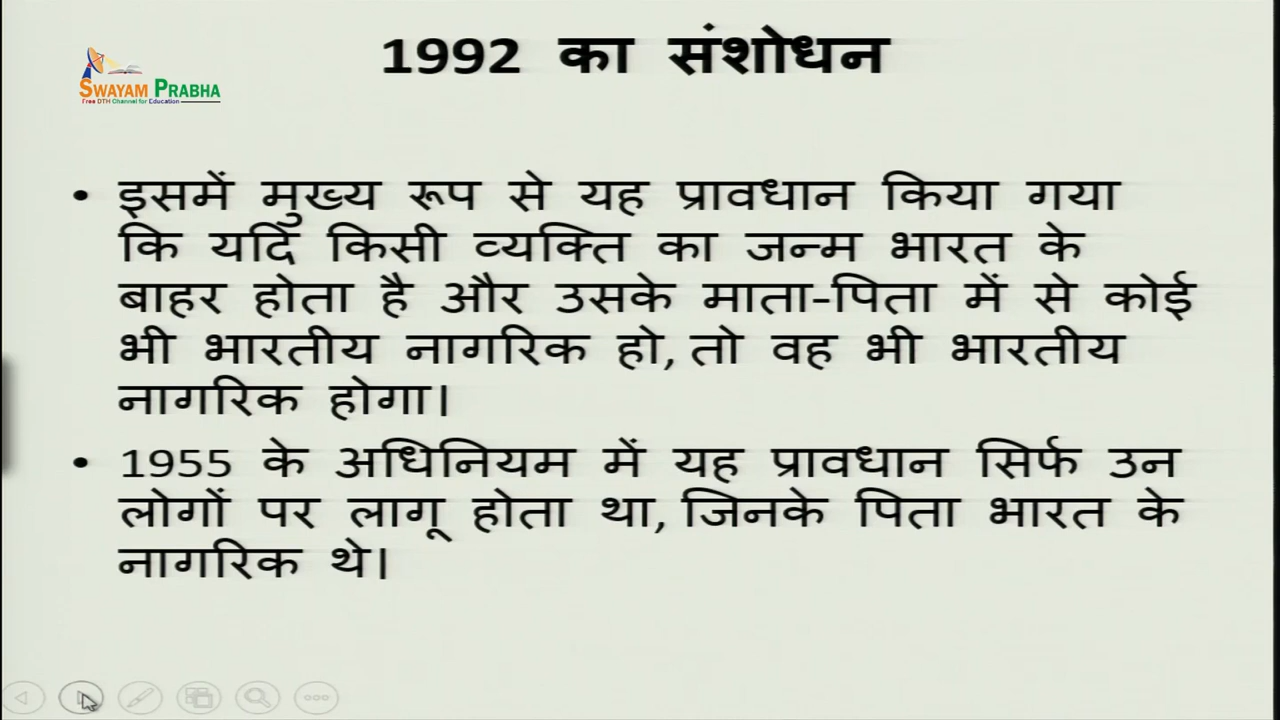 1992 का संशोधन
SWAYAM PRABHA
Free DTH Channel for Education
• इसमें मुख्य रूप से यह प्रावधान किया गया
कि यदि किसी व्यक्ति का जन्म भारत के
बाहर होता है और उसके माता-पिता में से कोई
भी भारतीय नागरिक हो, तो वह भी भारतीय
नागरिक होगा।
• 1955 के अधिनियम में यह प्रावधान सिर्फ उन
लोगों पर लागू होता था, जिनके पिता भारत के
नागरिक थे।